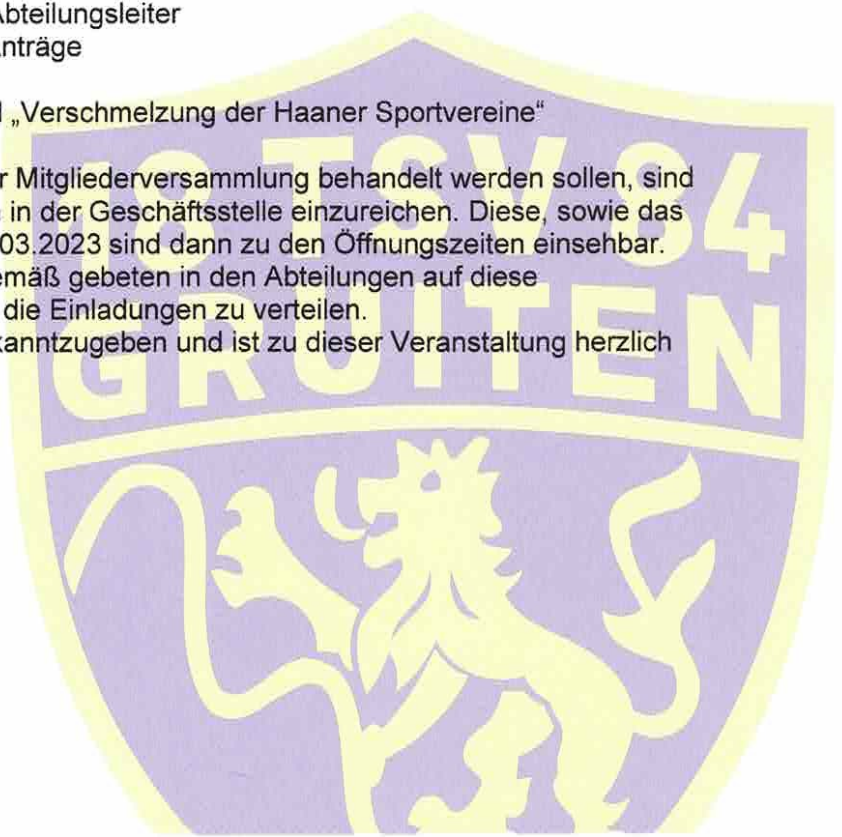 Abteilungsleiter
nträge
„Verschmelzung der Haaner Sportvereine“
r Mitgliederversammlung behandelt werden sollen, sind
in der Geschäftsstelle einzureichen. Diese, sowie das
03.2023 sind dann zu den Öffnungszeiten einsehbar.
emäß gebeten in den Abteilungen auf diese
die Einladungen zu verteilen.
kanntzugeben und ist zu dieser Veranstaltung herzlich
18 TSV 84
GRUITEN